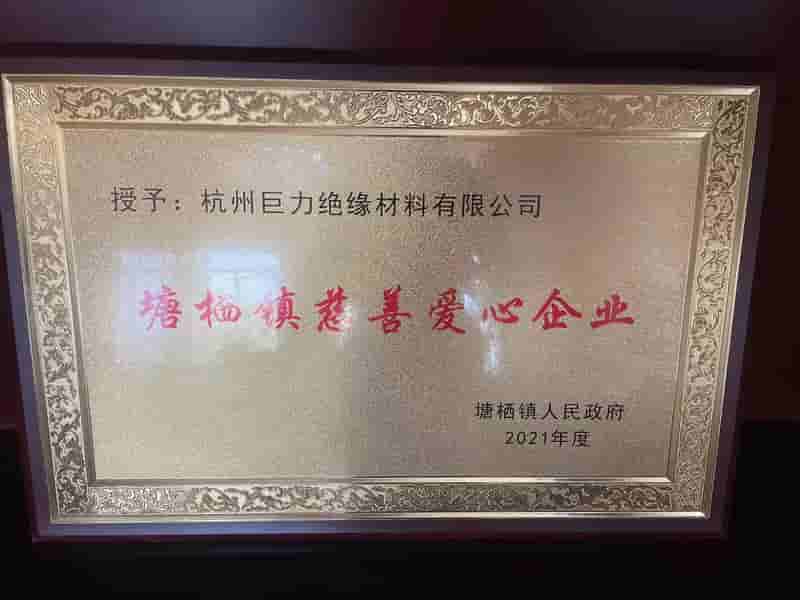 授予：杭州巨力绝缘材料有限公司
塘栖镇慈善爱心企业
塘栖镇人民政府
2021年度